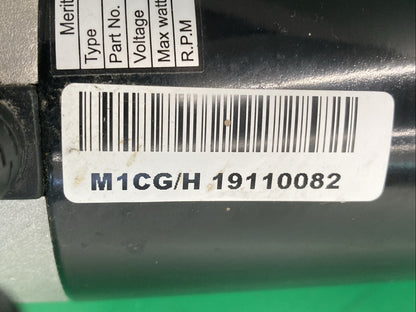 Merit
Type
Part No.
Voltage
Max watt
R.P.M
M1CG/H 19110082